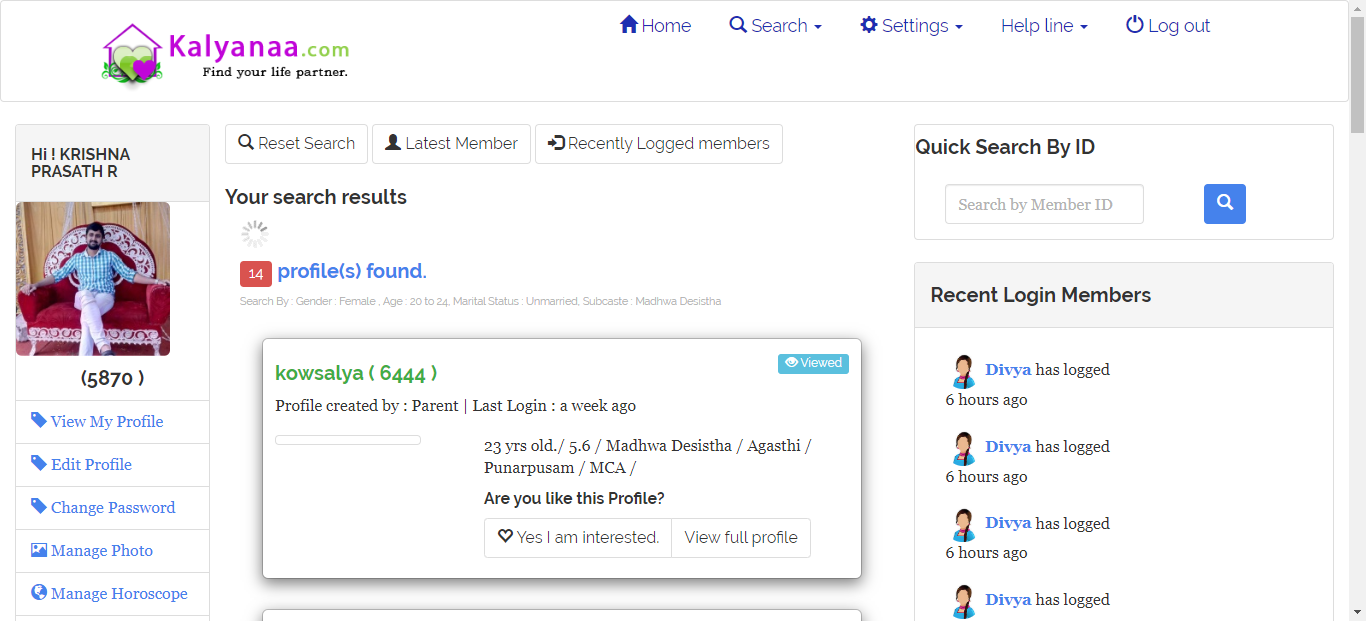 Kalyanaa.com
Find your life partner.
Home
Search
Settings
Help line
Log out
Hi ! KRISHNA
PRASATH R
(5870 )
View My Profile
Edit Profile
Change Password
Manage Photo
Manage Horoscope
Reset Search
Latest Member
Recently Logged members
Your search results
14 profile(s) found.
Search By : Gender : Female , Age : 20 to 24, Marital Status : Unmarried, Subcaste : Madhwa Desistha
kowsalya ( 6444 )
Viewed
Profile created by : Parent | Last Login : a week ago
23 yrs old./ 5.6 / Madhwa Desistha / Agasthi /
Punarpusam / MCA /
Are you like this Profile?
Yes I am interested.
View full profile
Quick Search By ID
Search by Member ID
Recent Login Members
Divya has logged
6 hours ago
Divya has logged
6 hours ago
Divya has logged
6 hours ago
Divya has logged